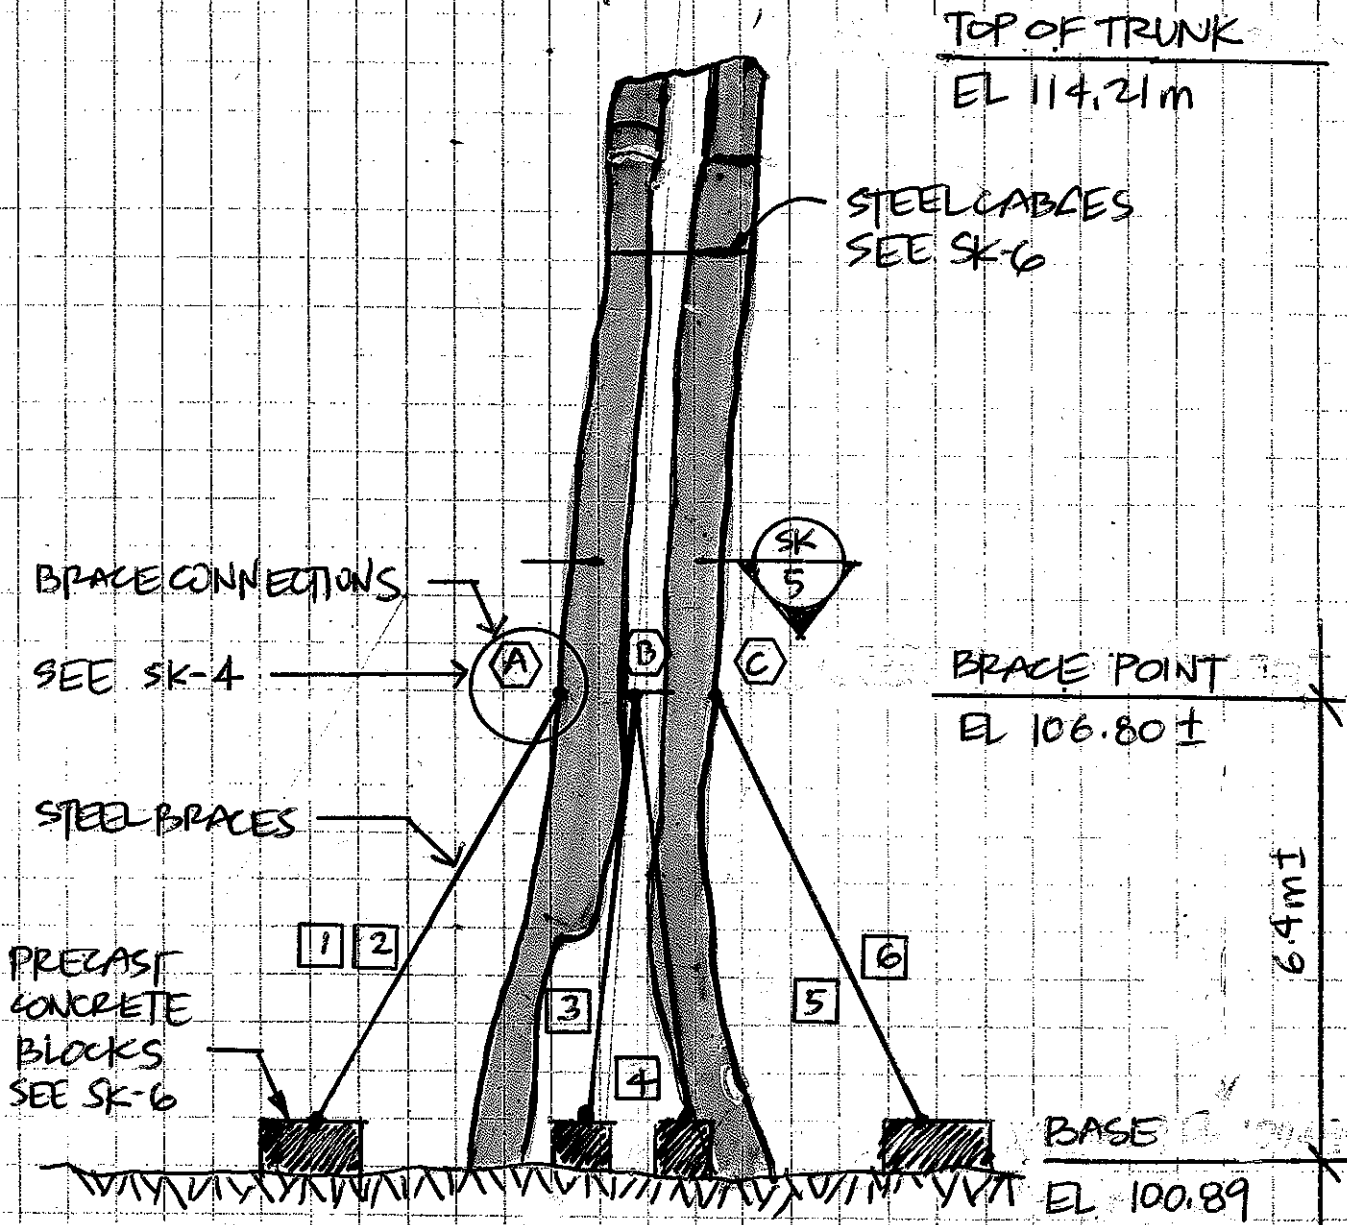 TOP OF TRUNK
EL 114.21m
STEEL CABLES
SEE SK-6
SK
5
BRACE CONNECTIONS
SEE SK-4
A
B
C
BRACE POINT
EL 106.80 ±
STEEL BRACES
6.4m±
1
2
6
PRECAST
CONCRETE
BLOCKS
SEE SK-6
3
5
4
BASE
EL 100.89